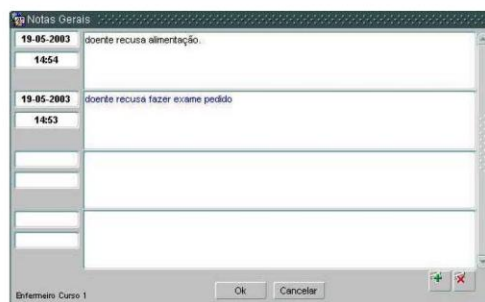 Notas Gerais
19-05-2003
doente recusa alimentação.
14:54
19-05-2003
doente recusa fazer exame pedido
14:53
Enfermeiro Curso 1
Ok
Cancelar